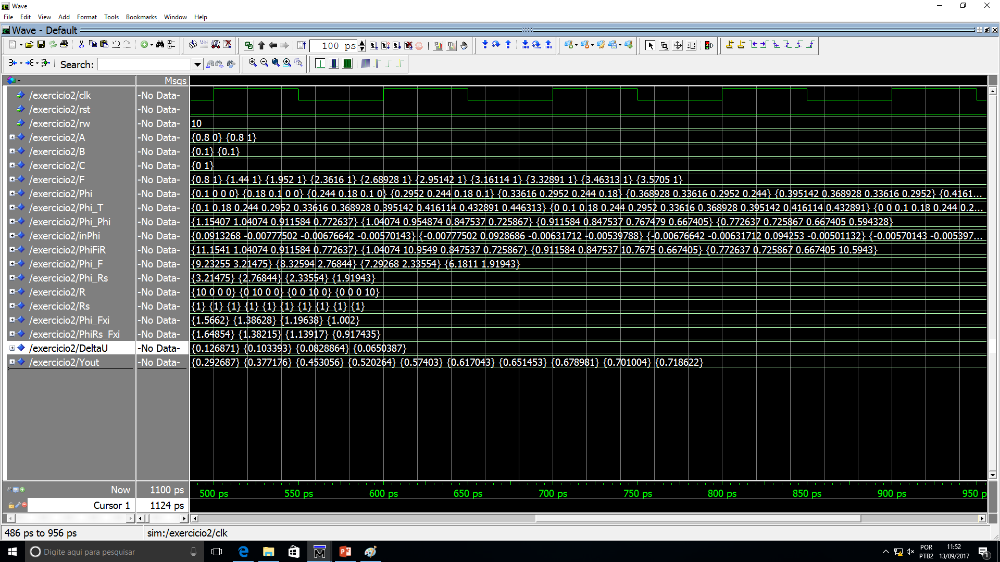 Wave
File Edit View Add Format Tools Bookmarks Window Help
Wave - Default
100 ps
Search:
Msgs
/exercicio2/clk -No Data-
/exercicio2/rst -No Data-
/exercicio2/rw -No Data- 10
/exercicio2/A -No Data- {0.8 0} {0.8 1}
/exercicio2/B -No Data- {0.1} {0.1}
/exercicio2/C -No Data- {0 1}
/exercicio2/F -No Data- {0.8 1} {1.44 1} {1.952 1} {2.3616 1} {2.68928 1} {2.95142 1} {3.16114 1} {3.32891 1} {3.46313 1} {3.5705 1}
/exercicio2/Phi -No Data- {0.1 0 0 0} {0.18 0.1 0 0} {0.244 0.18 0.1 0} {0.2952 0.244 0.18 0.1} {0.33616 0.2952 0.244 0.18} {0.368928 0.33616 0.2952 0.244} {0.395142 0.368928 0.33616 0.2952} {0.4161...
/exercicio2/Phi_T -No Data- {0.1 0.18 0.244 0.2952 0.33616 0.368928 0.395142 0.416114 0.432891 0.446313} {0 0.1 0.18 0.244 0.2952 0.33616 0.368928 0.395142 0.416114 0.432891} {0 0 0.1 0.18 0.244 0.2...
/exercicio2/Phi_Phi -No Data- {1.15407 1.04074 0.911584 0.772637} {1.04074 0.954874 0.847537 0.725867} {0.911584 0.847537 0.767479 0.667405} {0.772637 0.725867 0.667405 0.594328}
/exercicio2/inPhi -No Data- {0.0913268 -0.00777502 -0.00676642 -0.00570143} {-0.00777502 0.0928686 -0.00631712 -0.00539788} {-0.00676642 -0.00631712 0.094253 -0.00501132} {-0.00570143 -0.005397...
/exercicio2/PhiFiR -No Data- {11.1541 1.04074 0.911584 0.772637} {1.04074 10.9549 0.847537 0.725867} {0.911584 0.847537 10.7675 0.667405} {0.772637 0.725867 0.667405 10.5943}
/exercicio2/Phi_F -No Data- {9.23255 3.21475} {8.32594 2.76844} {7.29268 2.33554} {6.1811 1.91943}
/exercicio2/Phi_Rs -No Data- {3.21475} {2.76844} {2.33554} {1.91943}
/exercicio2/R -No Data- {10 0 0 0} {0 10 0 0} {0 0 10 0} {0 0 0 10}
/exercicio2/Rs -No Data- {1} {1} {1} {1} {1} {1} {1} {1} {1} {1}
/exercicio2/Phi_Fxi -No Data- {1.5662} {1.38628} {1.19638} {1.002}
/exercicio2/PhiRs_Fxi -No Data- {1.64854} {1.38215} {1.13917} {0.917435}
/exercicio2/DeltaU -No Data- {0.126871} {0.103393} {0.0828864} {0.0650387}
/exercicio2/Yout -No Data- {0.292687} {0.377176} {0.453056} {0.520264} {0.57403} {0.617043} {0.651453} {0.678981} {0.701004} {0.718622}
Now 1100 ps 500 ps 550 ps 600 ps 650 ps 700 ps 750 ps 800 ps 850 ps 900 ps 950 p
Cursor 1 1124 ps
486 ps to 956 ps sim:/exercicio2/clk
Digite aqui para pesquisar
POR 11:52
PTB2 13/09/2017 1